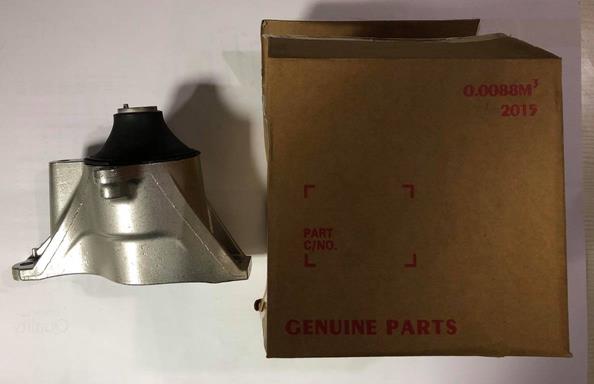 0.0088M³
2015
PART
C/NO.
GENUINE PARTS